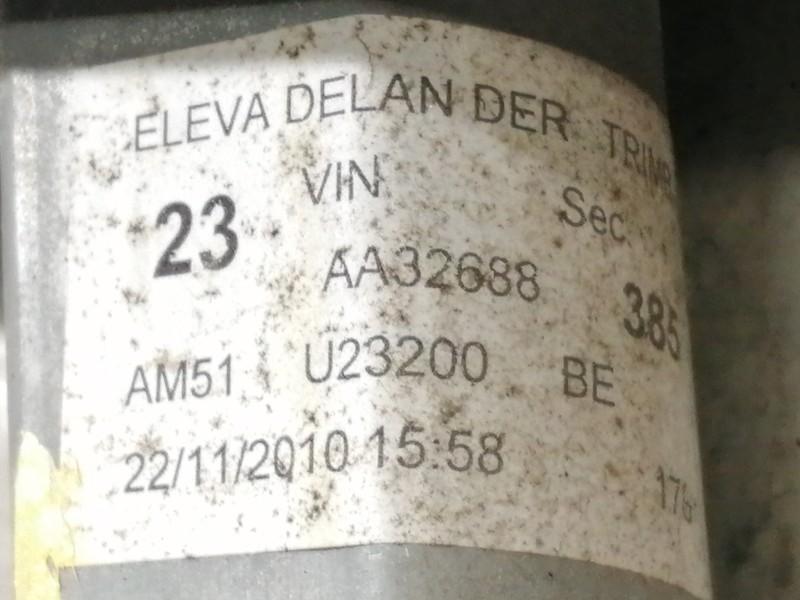 ELEVA DELAN DER
VIN Sec.
23 AA32688 385
AM51 U23200 BE
22/11/2010 15:58